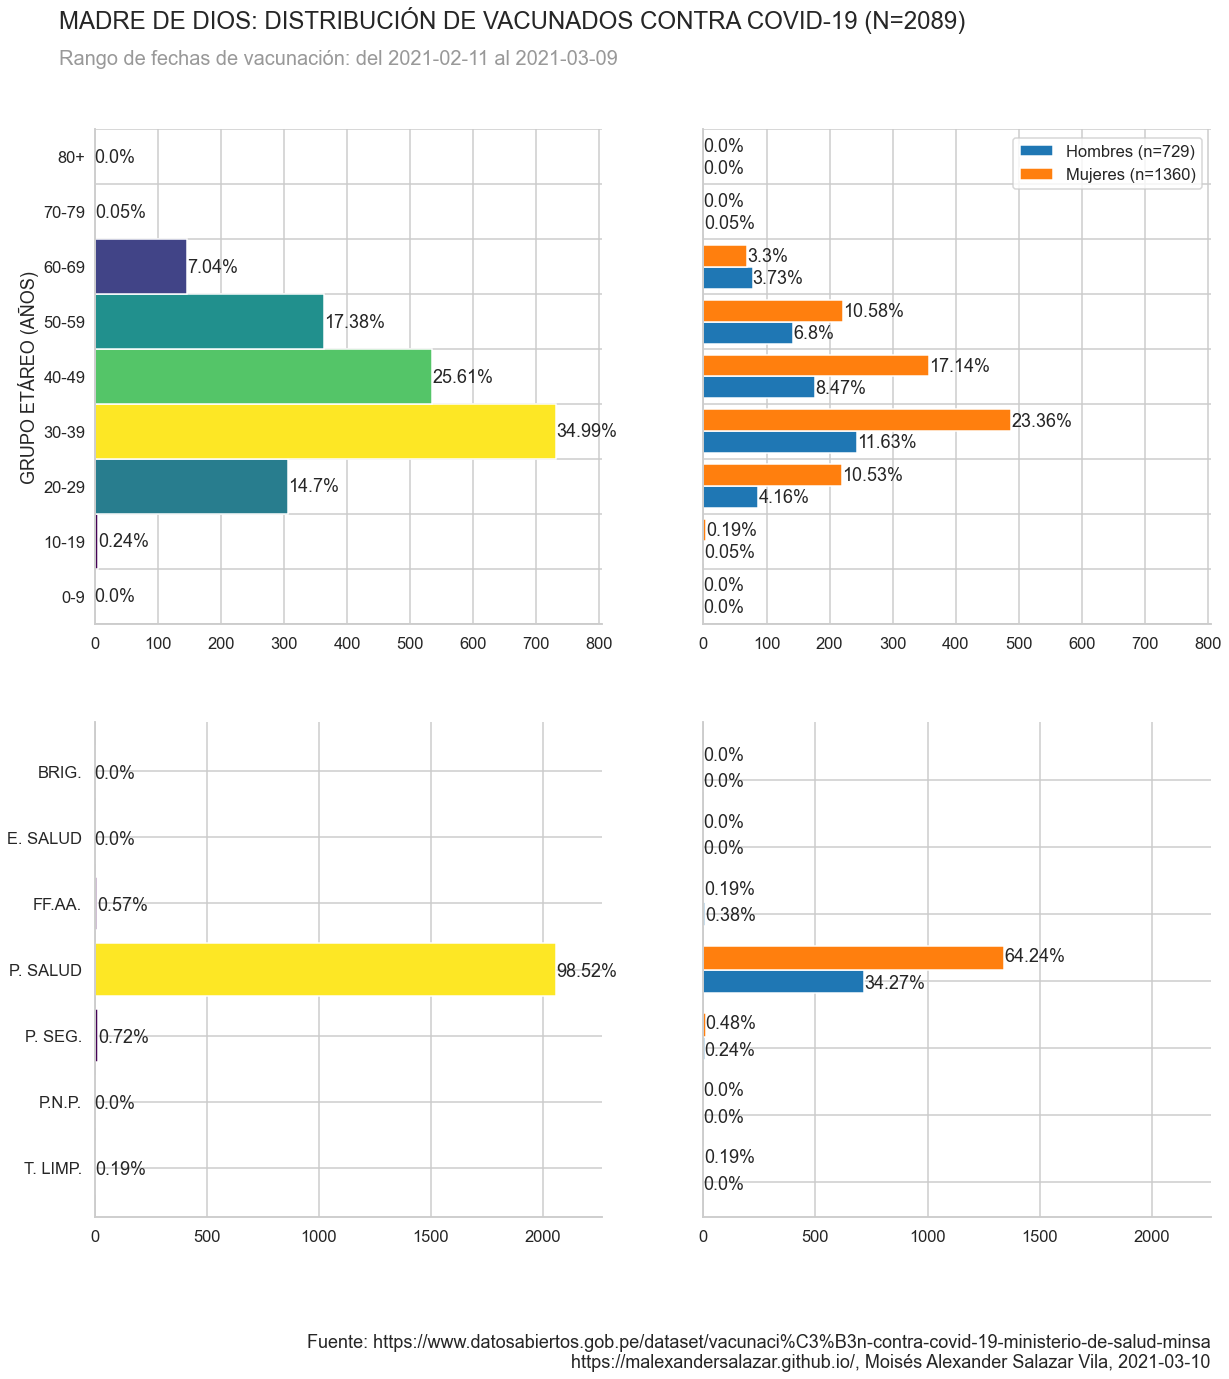 MADRE DE DIOS: DISTRIBUCIÓN DE VACUNADOS CONTRA COVID-19 (N=2089)
Rango de fechas de vacunación: del 2021-02-11 al 2021-03-09
GRUPO ETÁREO (AÑOS)
80+ 0.0%
70-79 0.05%
60-69 7.04%
50-59 17.38%
40-49 25.61%
30-39 34.99%
20-29 14.7%
10-19 0.24%
0-9 0.0%
0 100 200 300 400 500 600 700 800
Hombres (n=729)
Mujeres (n=1360)
0.0%
0.0%
0.0%
0.05%
3.3%
3.73%
10.58%
6.8%
17.14%
8.47%
23.36%
11.63%
10.53%
4.16%
0.19%
0.05%
0.0%
0.0%
0 100 200 300 400 500 600 700 800
BRIG. 0.0%
E. SALUD 0.0%
FF.AA. 0.57%
P. SALUD 98.52%
P. SEG. 0.72%
P.N.P. 0.0%
T. LIMP. 0.19%
0 500 1000 1500 2000
0.0%
0.0%
0.0%
0.0%
0.19%
0.38%
64.24%
34.27%
0.48%
0.24%
0.0%
0.0%
0.19%
0.0%
0 500 1000 1500 2000
Fuente: https://www.datosabiertos.gob.pe/dataset/vacunaci%C3%B3n-contra-covid-19-ministerio-de-salud-minsa
https://malexandersalazar.github.io/, Moisés Alexander Salazar Vila, 2021-03-10